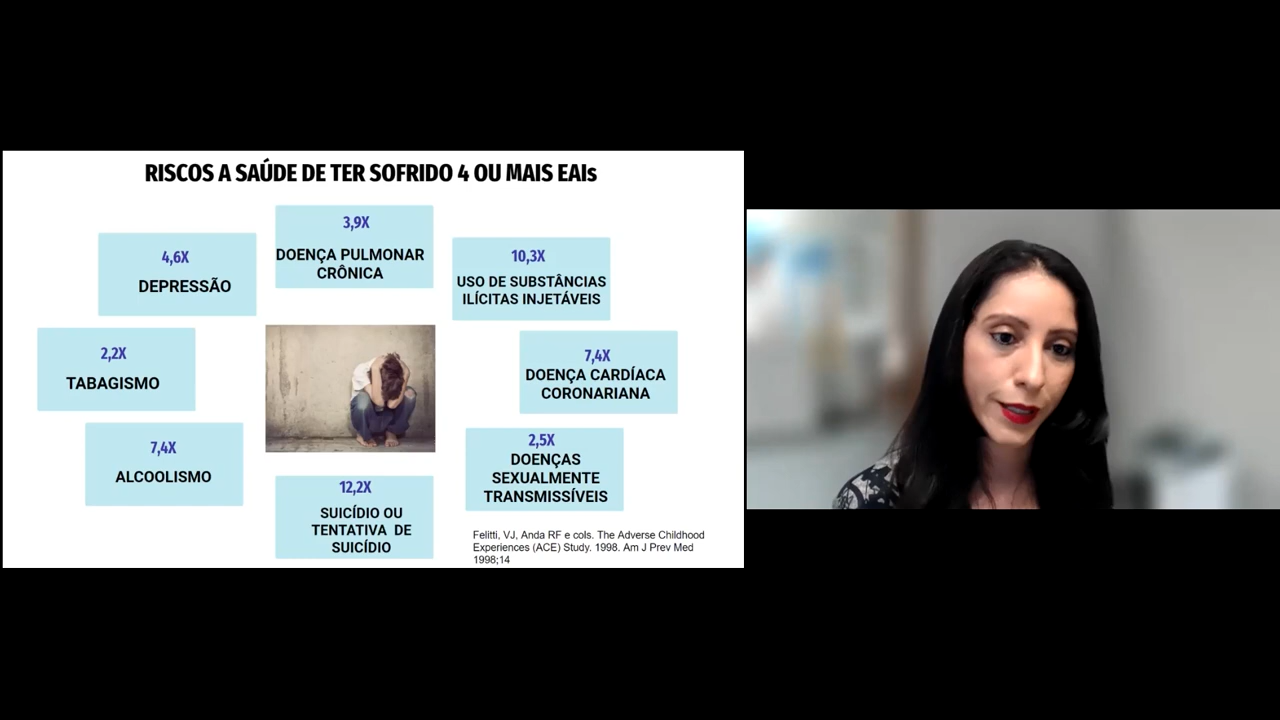 RISCOS A SAÚDE DE TER SOFRIDO 4 OU MAIS EAIs
3,9X
DOENÇA PULMONAR
CRÔNICA
4,6X
DEPRESSÃO
10,3X
USO DE SUBSTÂNCIAS
ILÍCITAS INJETÁVEIS
2,2X
TABAGISMO
7,4X
DOENÇA CARDÍACA
CORONARIANA
7,4X
ALCOOLISMO
2,5X
DOENÇAS
SEXUALMENTE
TRANSMISSÍVEIS
12,2X
SUICÍDIO OU
TENTATIVA DE
SUICÍDIO
Felitti, VJ, Anda RF e cols. The Adverse Childhood
Experiences (ACE) Study. 1998. Am J Prev Med
1998;14